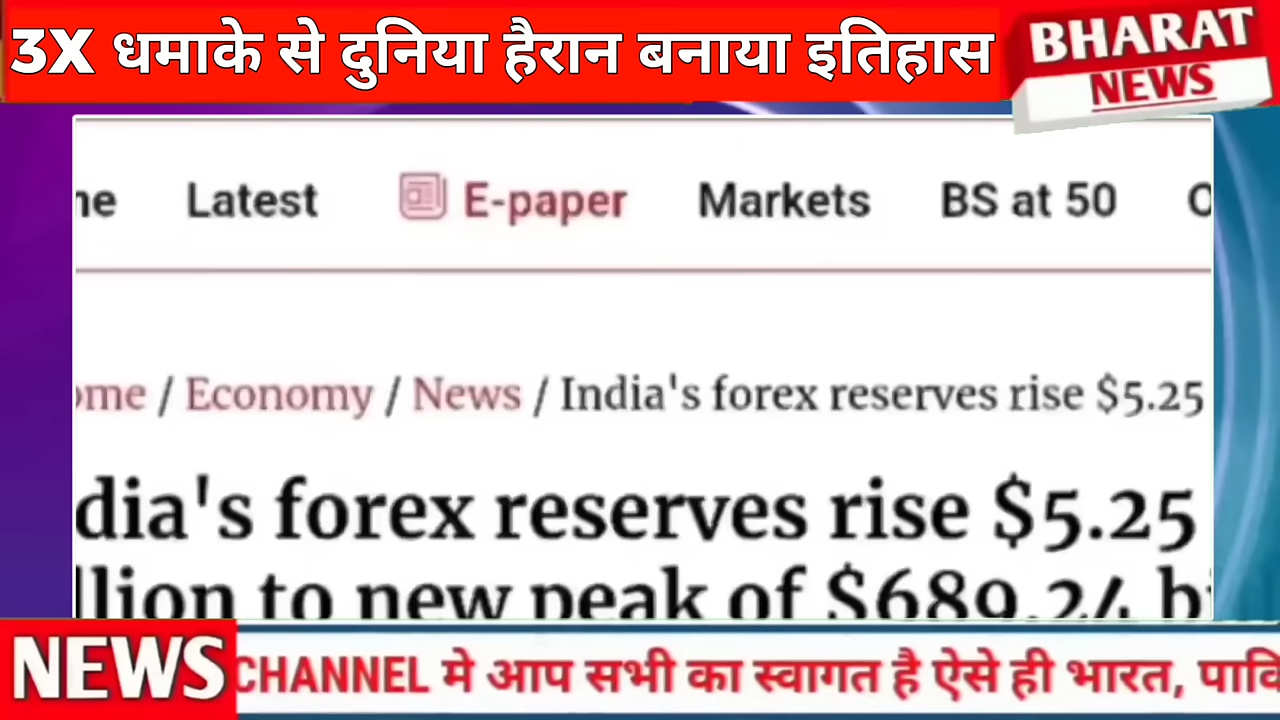 3X धमाके से दुनिया हैरान बनाया इतिहास
BHARAT
NEWS
Latest E-paper Markets BS at 50
/ Economy / News / India's forex reserves rise $5.25
forex reserves rise $5.25
to new peak of $689.24
NEWS
CHANNEL मे आप सभी का स्वागत है ऐसे ही भारत,